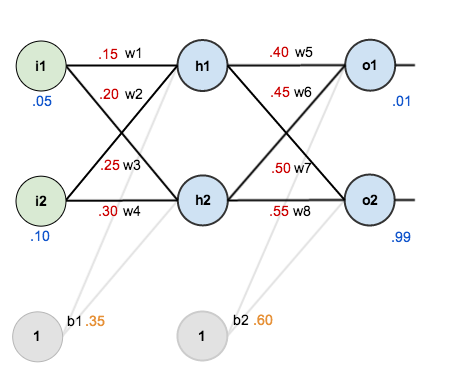 .15 w1
.40 w5
i1
h1
o1
.20 w2
.45 w6
.05
.01
.25 w3
.50 w7
i2
h2
o2
.30 w4
.55 w8
.10
.99
b1 .35
b2 .60
1
1